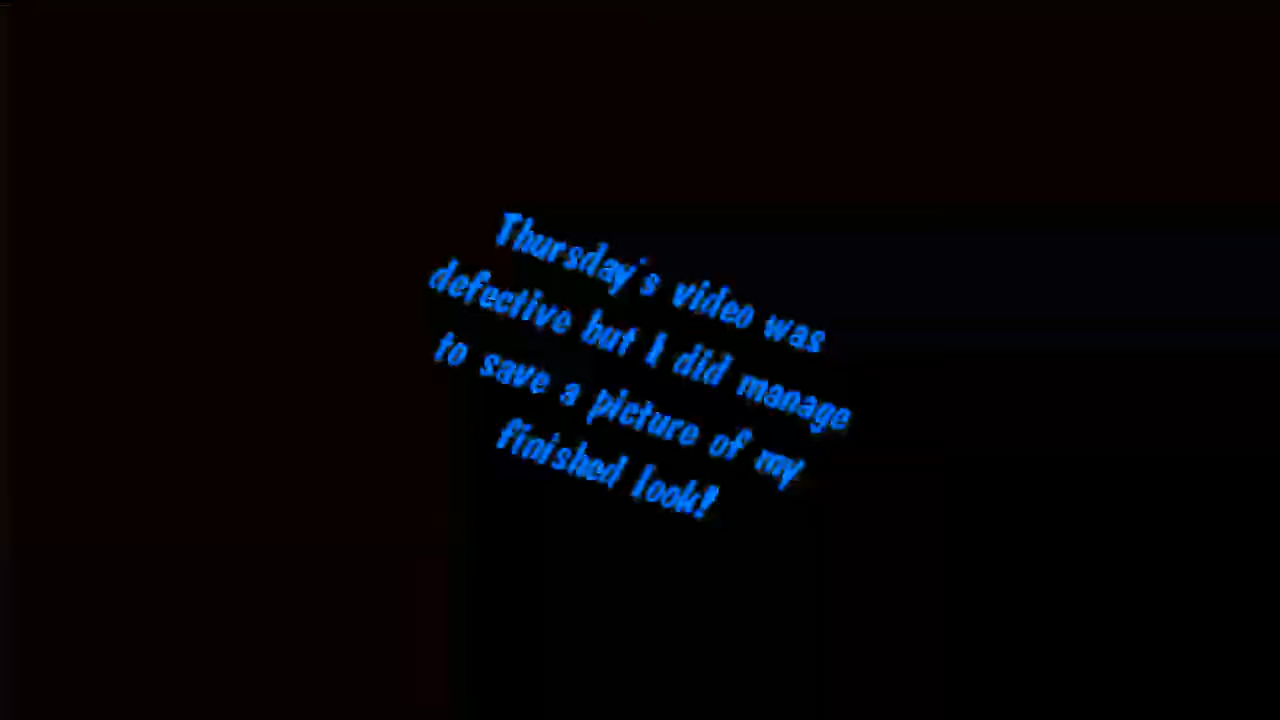 Thursday's video was
defective but I did manage
to save a picture of my
finished look!